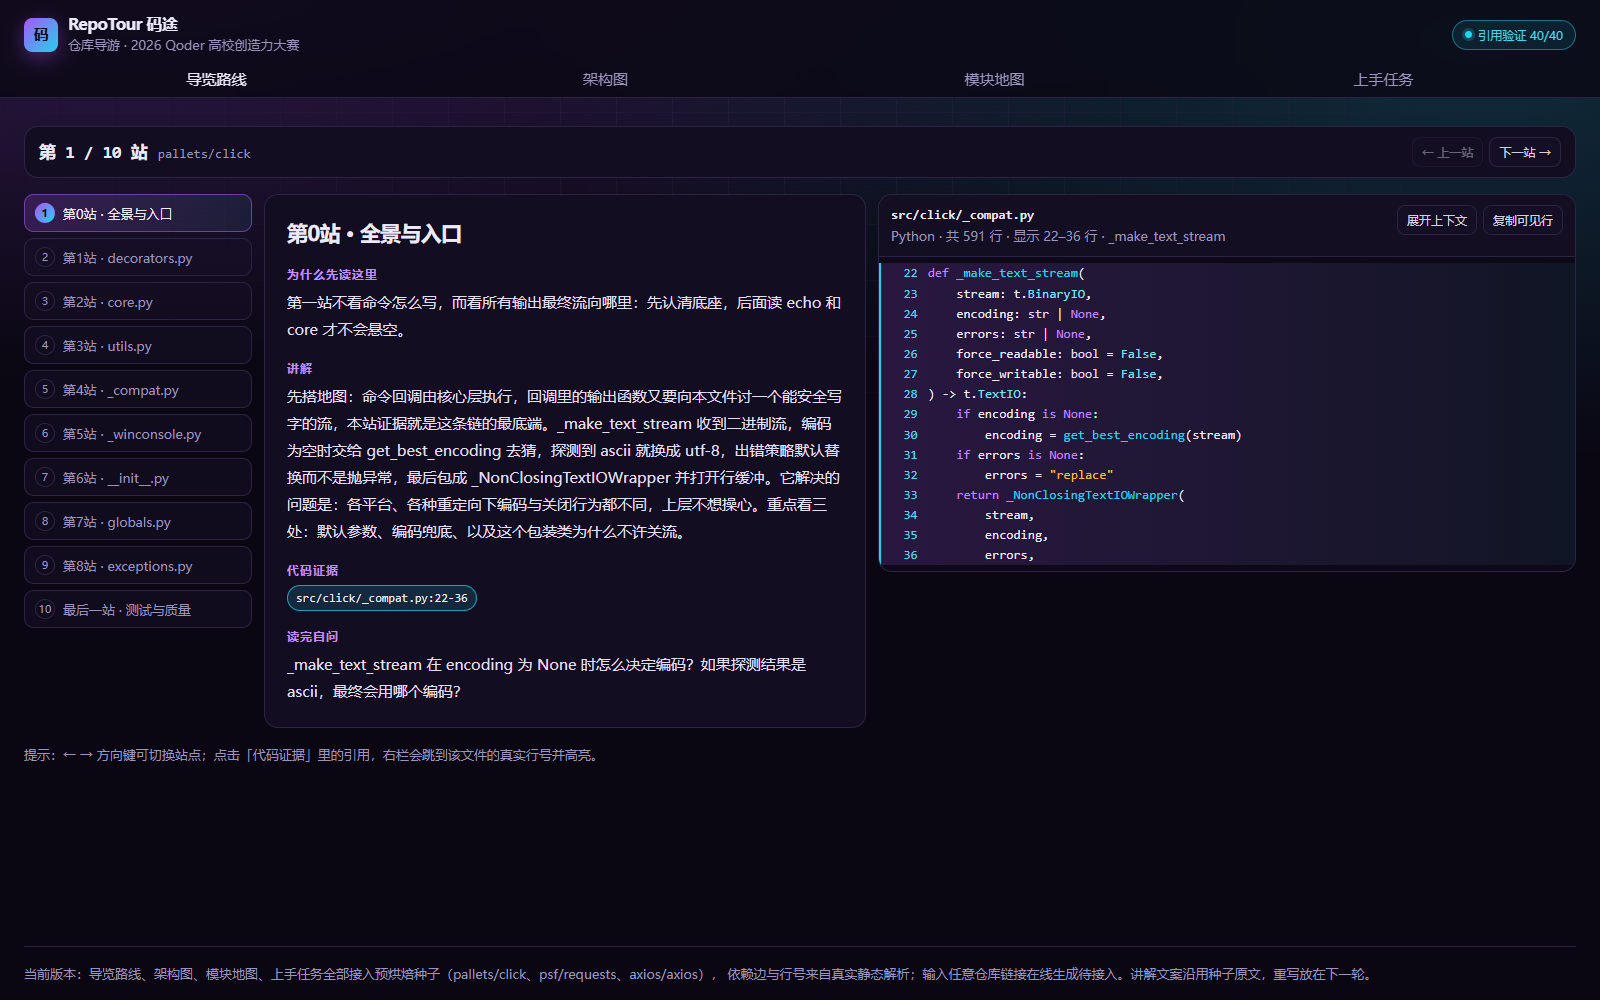 码
RepoTour 码途
仓库导游 · 2026 Qoder 高校创造力大赛
引用验证 40/40
导览路线
架构图
模块地图
上手任务
第 1 / 10 站 pallets/click
← 上一站
下一站 →
1 第0站 · 全景与入口
2 第1站 · decorators.py
3 第2站 · core.py
4 第3站 · utils.py
5 第4站 · _compat.py
6 第5站 · _winconsole.py
7 第6站 · __init__.py
8 第7站 · globals.py
9 第8站 · exceptions.py
10 最后一站 · 测试与质量
第0站 • 全景与入口
为什么先读这里
第一站不看命令怎么写，而看所有输出最终流向哪里：先认清底座，后面读 echo 和
core 才不会悬空。
讲解
先搭地图：命令回调由核心层执行，回调里的输出函数又要向本文件讨一个能安全写
字的流，本站证据就是这条链的最底端。_make_text_stream 收到二进制流，编码
为空时交给 get_best_encoding 去猜，探测到 ascii 就换成 utf-8，出错策略默认替
换而不是抛异常，最后包成 _NonClosingTextIOWrapper 并打开行缓冲。它解决的
问题是：各平台、各种重定向下编码与关闭行为都不同，上层不想操心。重点看三
处：默认参数、编码兜底、以及这个包装类为什么不许关流。
代码证据
src/click/_compat.py:22-36
读完自问
_make_text_stream 在 encoding 为 None 时怎么决定编码？如果探测结果是
ascii，最终会用哪个编码？
src/click/_compat.py
Python · 共 591 行 · 显示 22–36 行 · _make_text_stream
展开上下文
复制可见行
22 def _make_text_stream(
23     stream: t.BinaryIO,
24     encoding: str | None,
25     errors: str | None,
26     force_readable: bool = False,
27     force_writable: bool = False,
28 ) -> t.TextIO:
29     if encoding is None:
30         encoding = get_best_encoding(stream)
31     if errors is None:
32         errors = "replace"
33     return _NonClosingTextIOWrapper(
34         stream,
35         encoding,
36         errors,
提示：← → 方向键可切换站点；点击「代码证据」里的引用，右栏会跳到该文件的真实行号并高亮。
当前版本：导览路线、架构图、模块地图、上手任务全部接入预烘焙种子（pallets/click、psf/requests、axios/axios），依赖边与行号来自真实静态解析；输入任意仓库链接在线生成待接入。讲解文案沿用种子原文，重写放在下一轮。